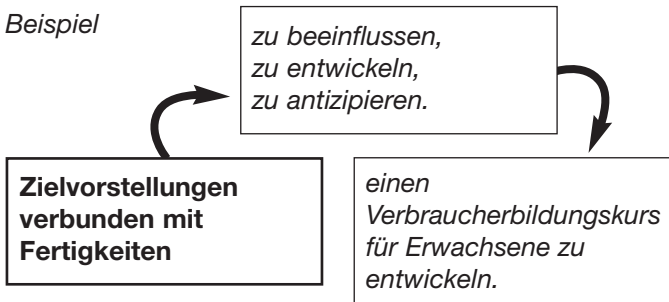 Beispiel
zu beeinflussen,
zu entwickeln,
zu antizipieren.
Zielvorstellungen
verbunden mit
Fertigkeiten
einen
Verbraucherbildungskurs
für Erwachsene zu
entwickeln.